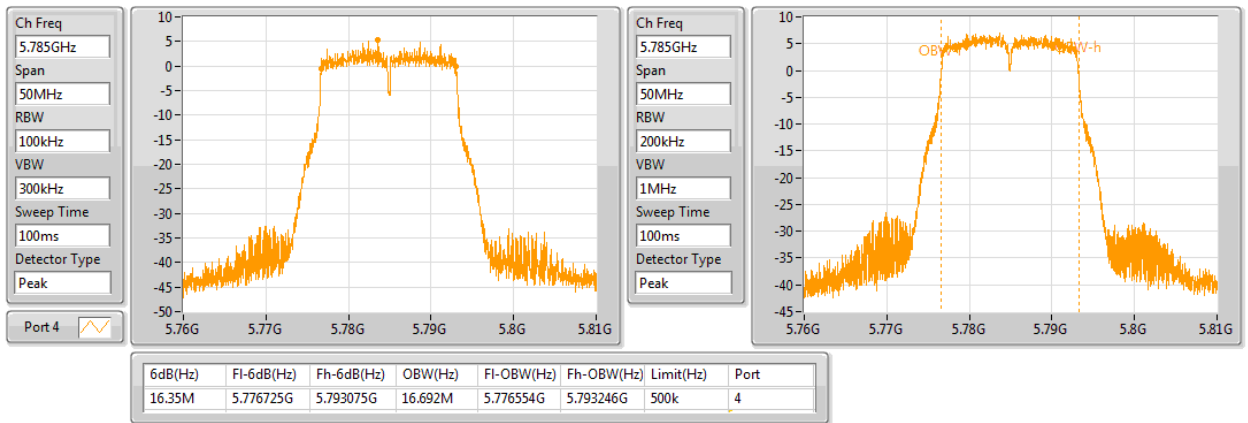 Ch Freq
5.785GHz
Span
50MHz
RBW
100kHz
VBW
300kHz
Sweep Time
100ms
Detector Type
Peak
Port 4
10
5
0
-5
-10
-15
-20
-25
-30
-35
-40
-45
-50
5.76G 5.77G 5.78G 5.79G 5.8G 5.81G
Ch Freq
5.785GHz
Span
50MHz
RBW
200kHz
VBW
1MHz
Sweep Time
100ms
Detector Type
Peak
10
5
0
-5
-10
-15
-20
-25
-30
-35
-40
-45
5.76G 5.77G 5.78G 5.79G 5.8G 5.81G
6dB(Hz) Fl-6dB(Hz) Fh-6dB(Hz) OBW(Hz) Fl-OBW(Hz) Fh-OBW(Hz) Limit(Hz) Port
16.35M 5.776725G 5.793075G 16.692M 5.776554G 5.793246G 500k 4